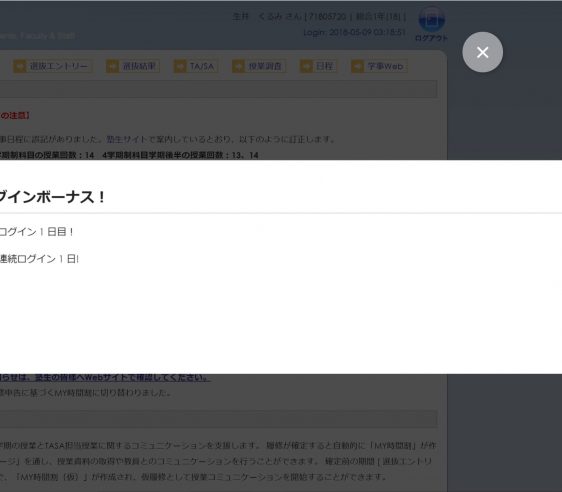 生井 くるみ さん [ 71805720 | 総合1年[18] ]
ents, Faculty & Staff
Login: 2018-05-09 03:18:51
ログアウト
選抜エントリー 選抜結果 TA/SA 授業調査 日程 学事Web
の注意】
事日程に誤記がありました。塾生サイトで案内しているとおり、以下のように訂正します。
学期制科目の授業回数:14 4学期制科目学期後半の授業回数:13、14
グインボーナス!
ログイン 1 日目!
連続ログイン 1 日!
らせは、塾生の皆様へWebサイトで確認してください。
修申告に基づくMY時間割に切り替わりました。
学期の授業とTASA担当授業に関するコミュニケーションを支援します。 履修が確定すると自動的に「MY時間割」が作
ージ」を通し、授業資料の取得や教員とのコミュニケーションを行うことができます。 確定前の期間 [ 選抜エントリ
で、「MY時間割(仮)」が作成され、仮履修として授業コミュニケーションを開始することができます。